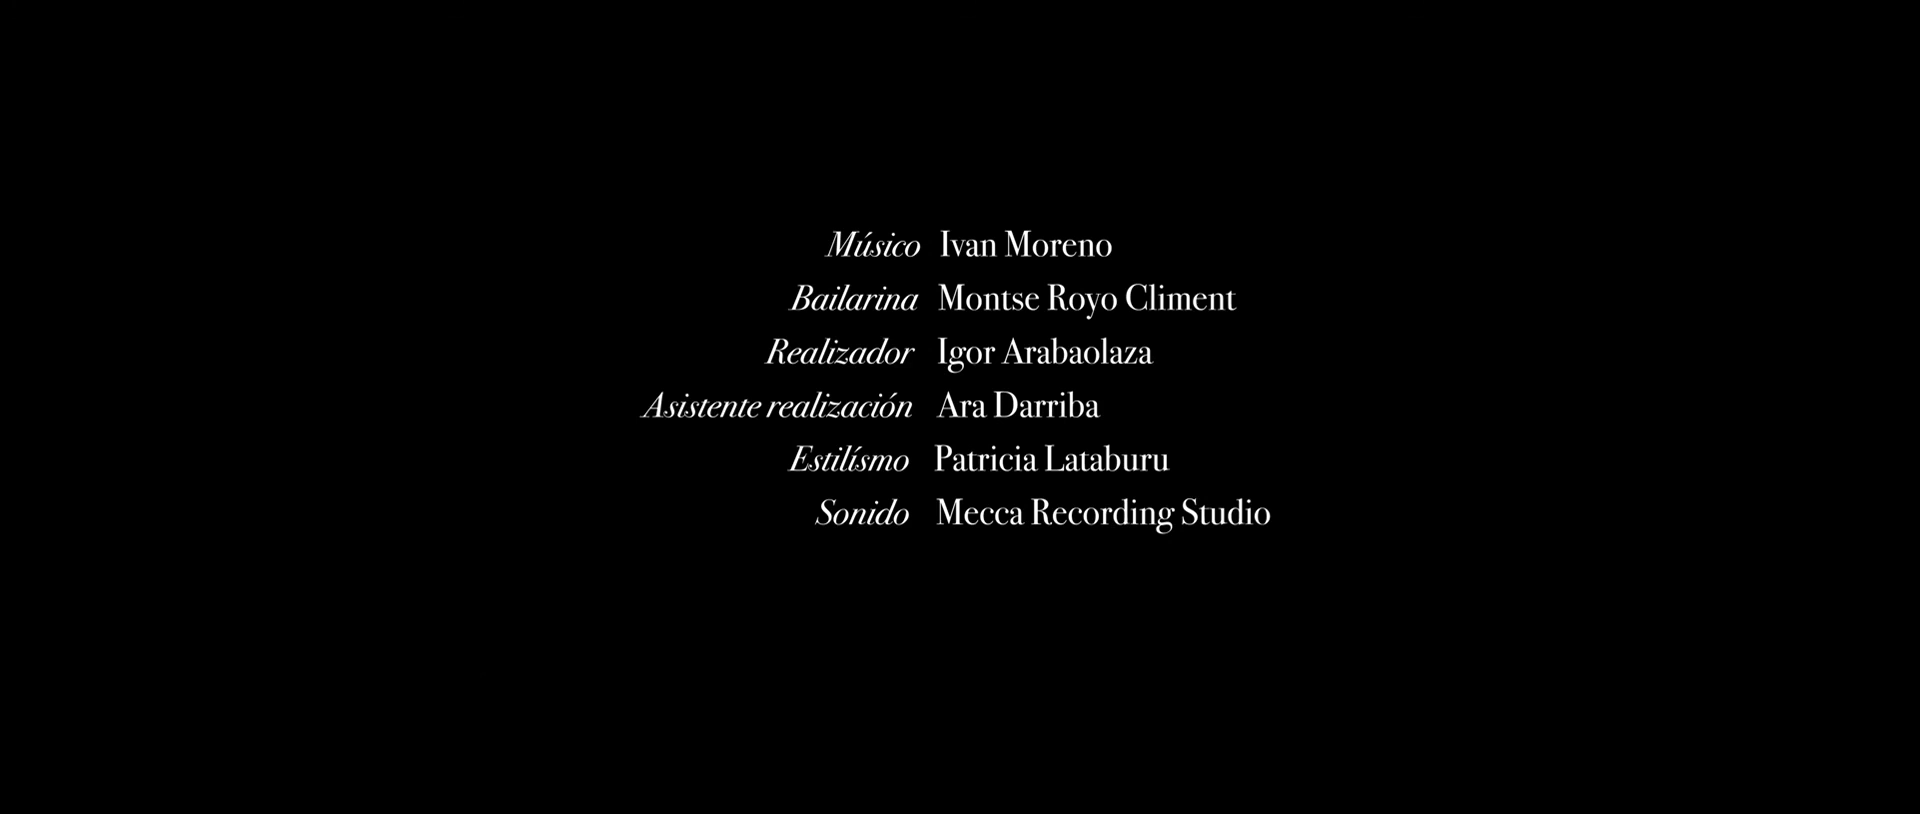 Músico Ivan Moreno
Bailarina Montse Royo Climent
Realizador Igor Arabaolaza
Asistente realización Ara Darriba
Estilísmo Patricia Lataburu
Sonido Mecca Recording Studio